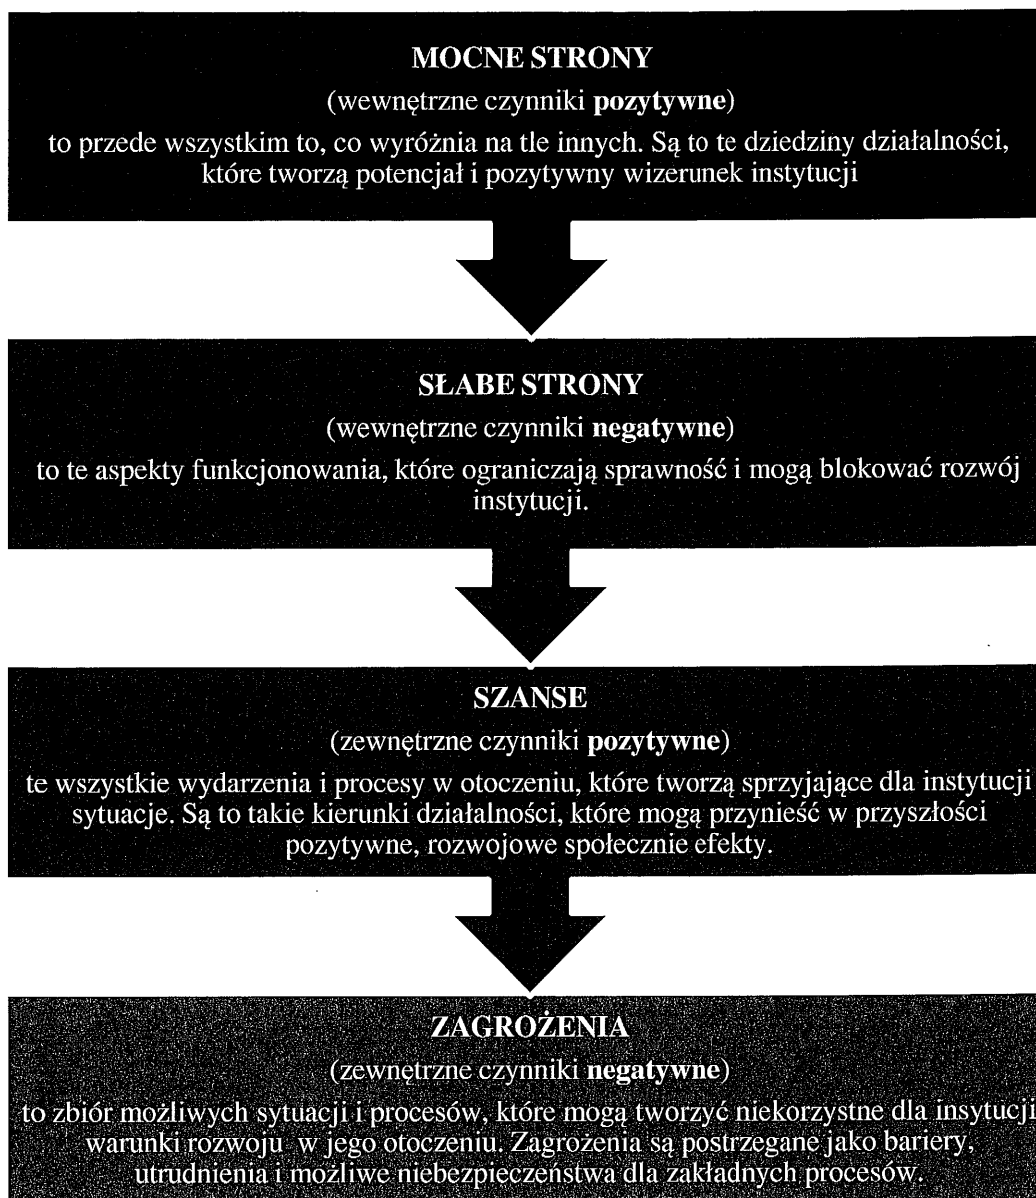 MOCNE STRONY
(wewnętrzne czynniki pozytywne)
to przede wszystkim to, co wyróżnia na tle innych. Są to te dziedziny działalności,
które tworzą potencjał i pozytywny wizerunek instytucji
SŁABE STRONY
(wewnętrzne czynniki negatywne)
to te aspekty funkcjonowania, które ograniczają sprawność i mogą blokować rozwój
instytucji.
SZANSE
(zewnętrzne czynniki pozytywne)
te wszystkie wydarzenia i procesy w otoczeniu, które tworzą sprzyjające dla instytucji
sytuacje. Są to takie kierunki działalności, które mogą przynieść w przyszłości
pozytywne, rozwojowe społecznie efekty.
ZAGROŻENIA
(zewnętrzne czynniki negatywne)
to zbiór możliwych sytuacji i procesów, które mogą tworzyć niekorzystne dla insytucji
warunki rozwoju w jego otoczeniu. Zagrożenia są postrzegane jako bariery,
utrudnienia i możliwe niebezpieczeństwa dla zakładnych procesów.